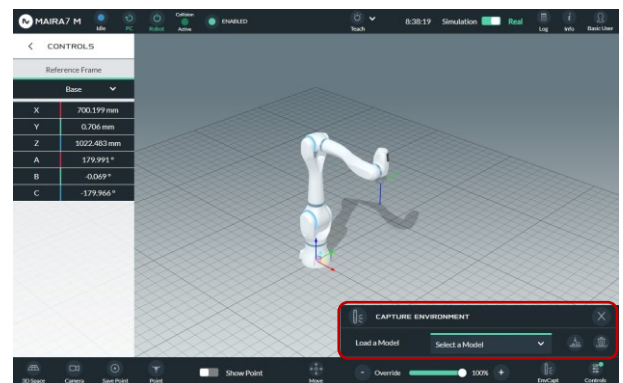 MAIRA7 M
Idle
PC
Robot
Collision
Active
ENABLED
Teach
8:38:19
Simulation
Real
Log
Info
Basic User
CONTROLS
Reference Frame
Base
X 700.199 mm
Y 0.706 mm
Z 1022.483 mm
A 179.991 °
B -0.069 °
C -179.966 °
CAPTURE ENVIRONMENT
Load a Model
Select a Model
3D Space
Camera
Save Point
Point
Show Point
Move
- Override 100% +
EnvCapt
Controls